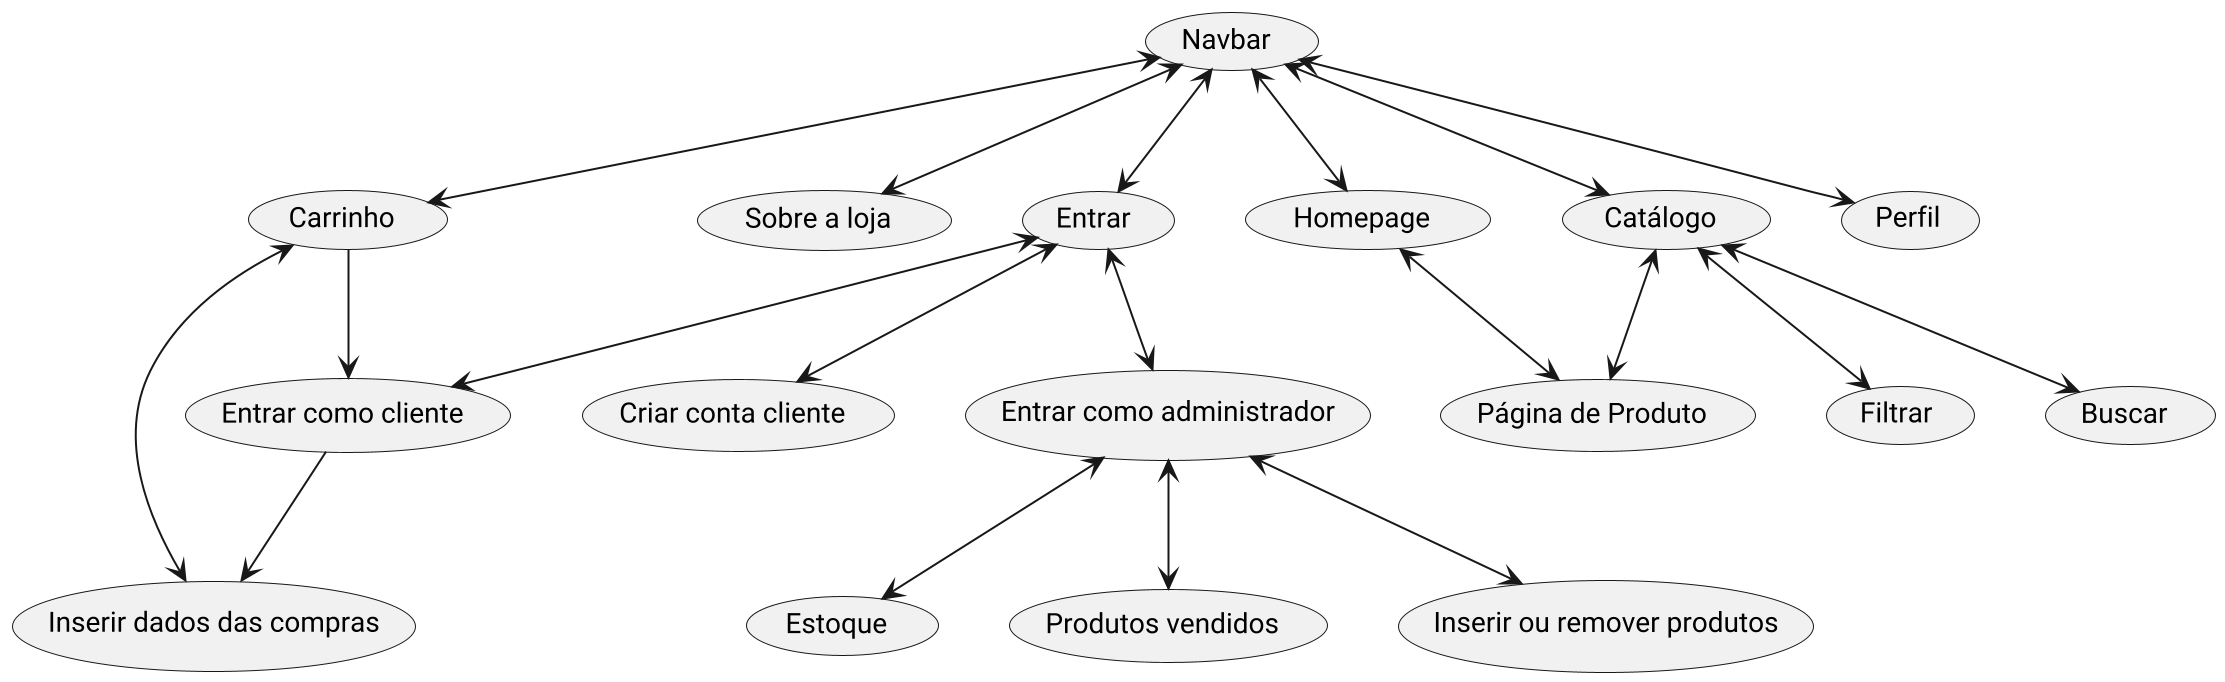 Navbar
Carrinho
Sobre a loja
Entrar
Homepage
Catálogo
Perfil
Entrar como cliente
Criar conta cliente
Entrar como administrador
Página de Produto
Filtrar
Buscar
Inserir dados das compras
Estoque
Produtos vendidos
Inserir ou remover produtos